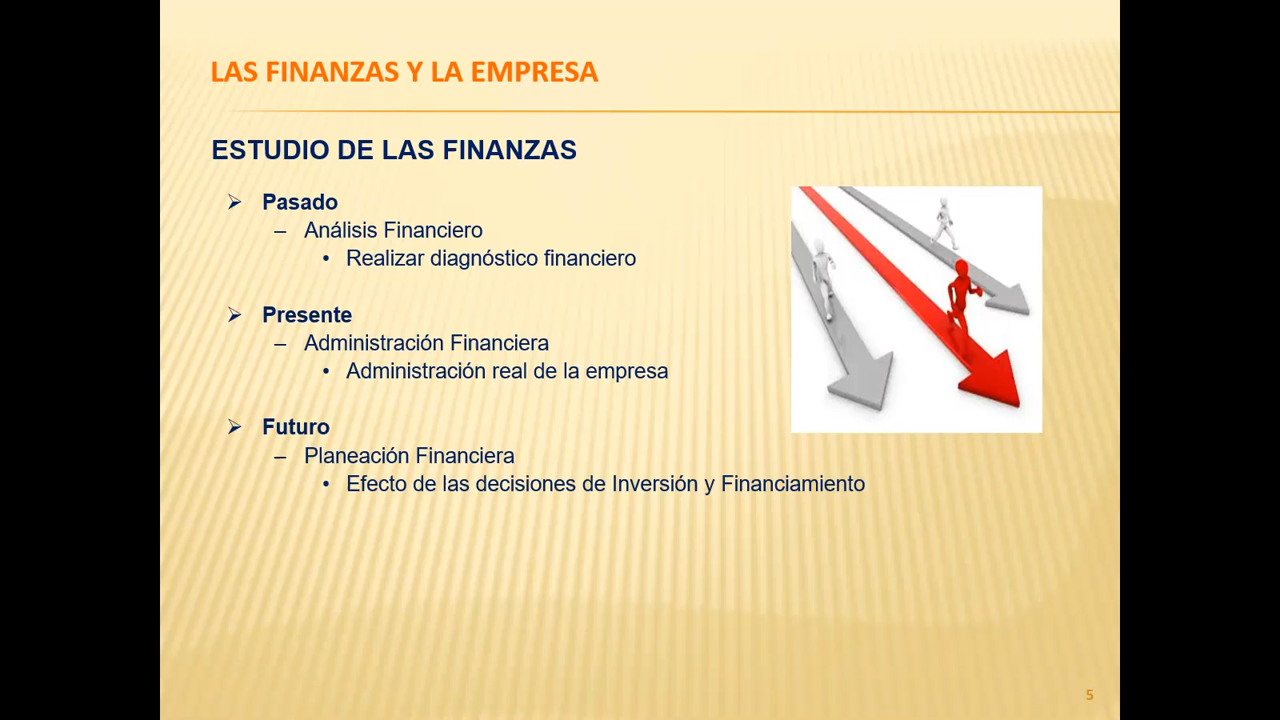 LAS FINANZAS Y LA EMPRESA
ESTUDIO DE LAS FINANZAS
➢ Pasado
– Análisis Financiero
• Realizar diagnóstico financiero
➢ Presente
– Administración Financiera
• Administración real de la empresa
➢ Futuro
– Planeación Financiera
• Efecto de las decisiones de Inversión y Financiamiento
5